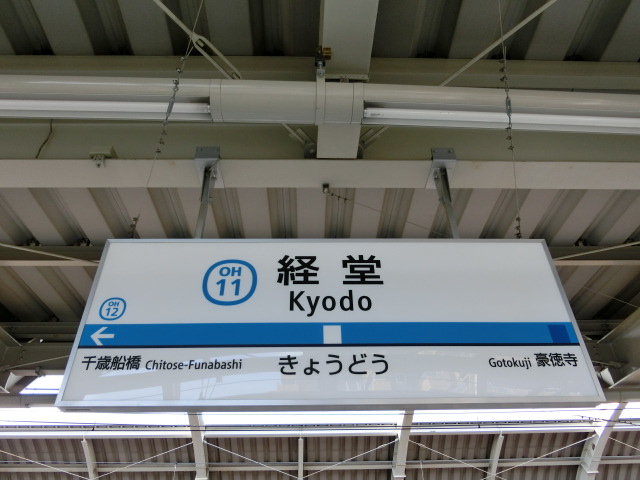 OH
11
経堂
Kyodo
OH
12
千歳船橋 Chitose-Funabashi
きょうどう
Gotokuji 豪徳寺